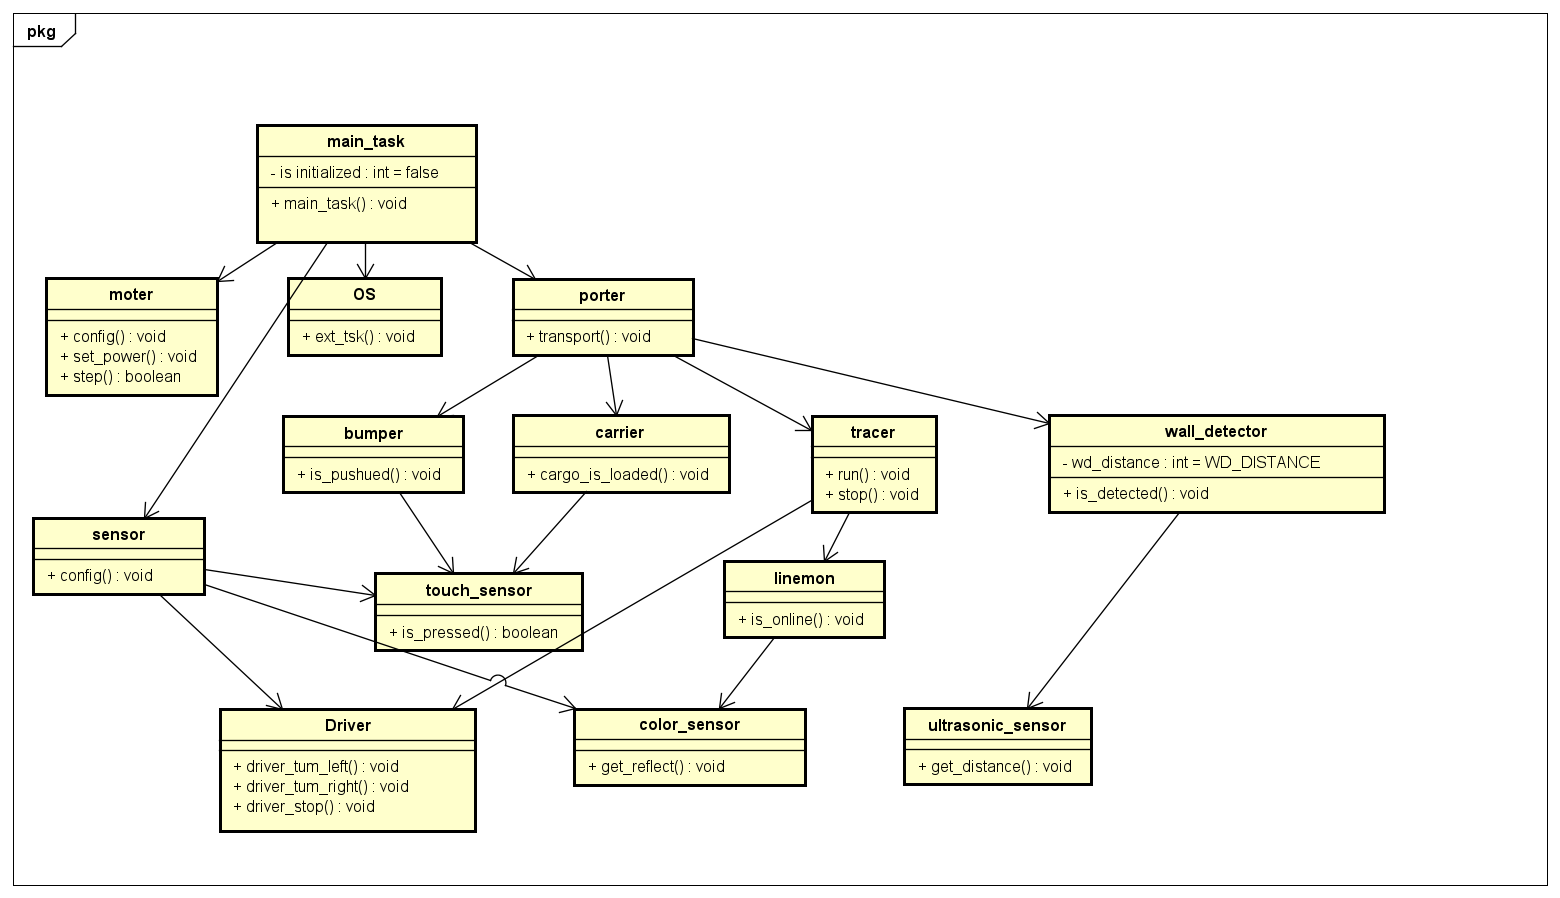 pkg
main_task
- is initialized : int = false
+ main_task() : void
moter
+ config() : void
+ set_power() : void
+ step() : boolean
OS
+ ext_tsk() : void
porter
+ transport() : void
bumper
+ is_pushued() : void
carrier
+ cargo_is_loaded() : void
tracer
+ run() : void
+ stop() : void
wall_detector
- wd_distance : int = WD_DISTANCE
+ is_detected() : void
sensor
+ config() : void
touch_sensor
+ is_pressed() : boolean
linemon
+ is_online() : void
Driver
+ driver_tum_left() : void
+ driver_tum_right() : void
+ driver_stop() : void
color_sensor
+ get_reflect() : void
ultrasonic_sensor
+ get_distance() : void